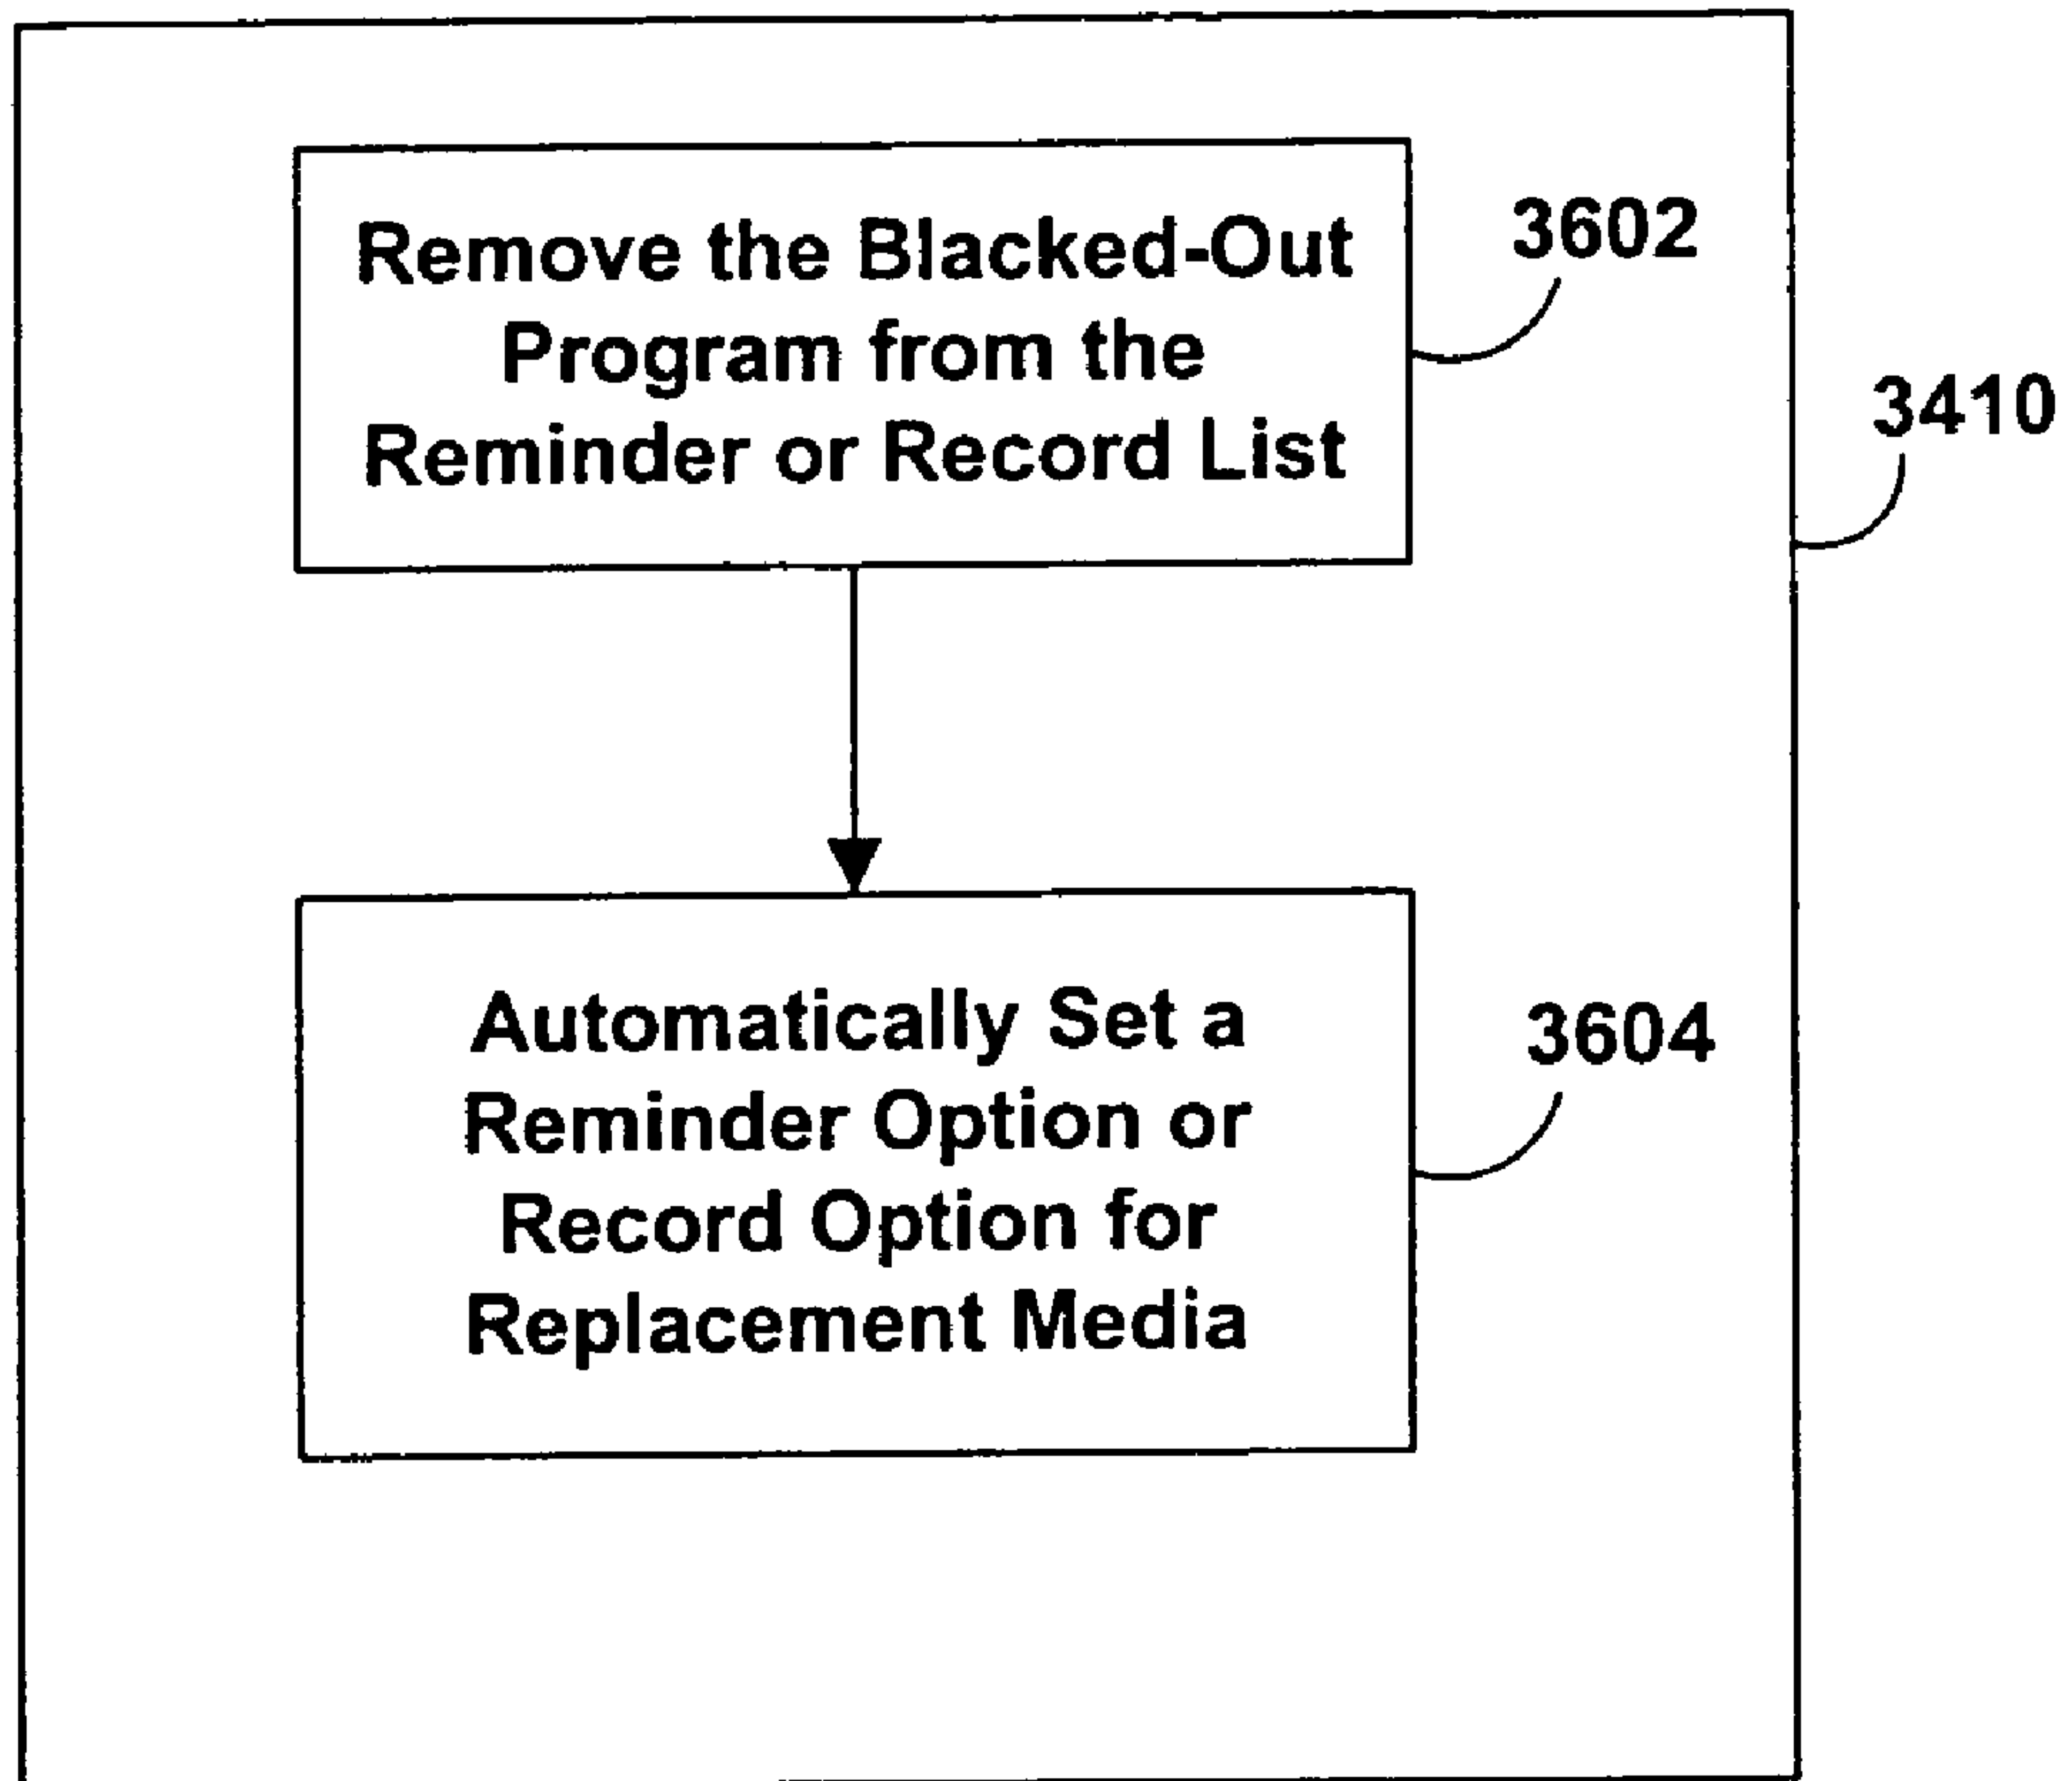 Remove the Blacked-Out
Program from the
Reminder or Record List
3602
3410
Automatically Set a
Reminder Option or
Record Option for
Replacement Media
3604